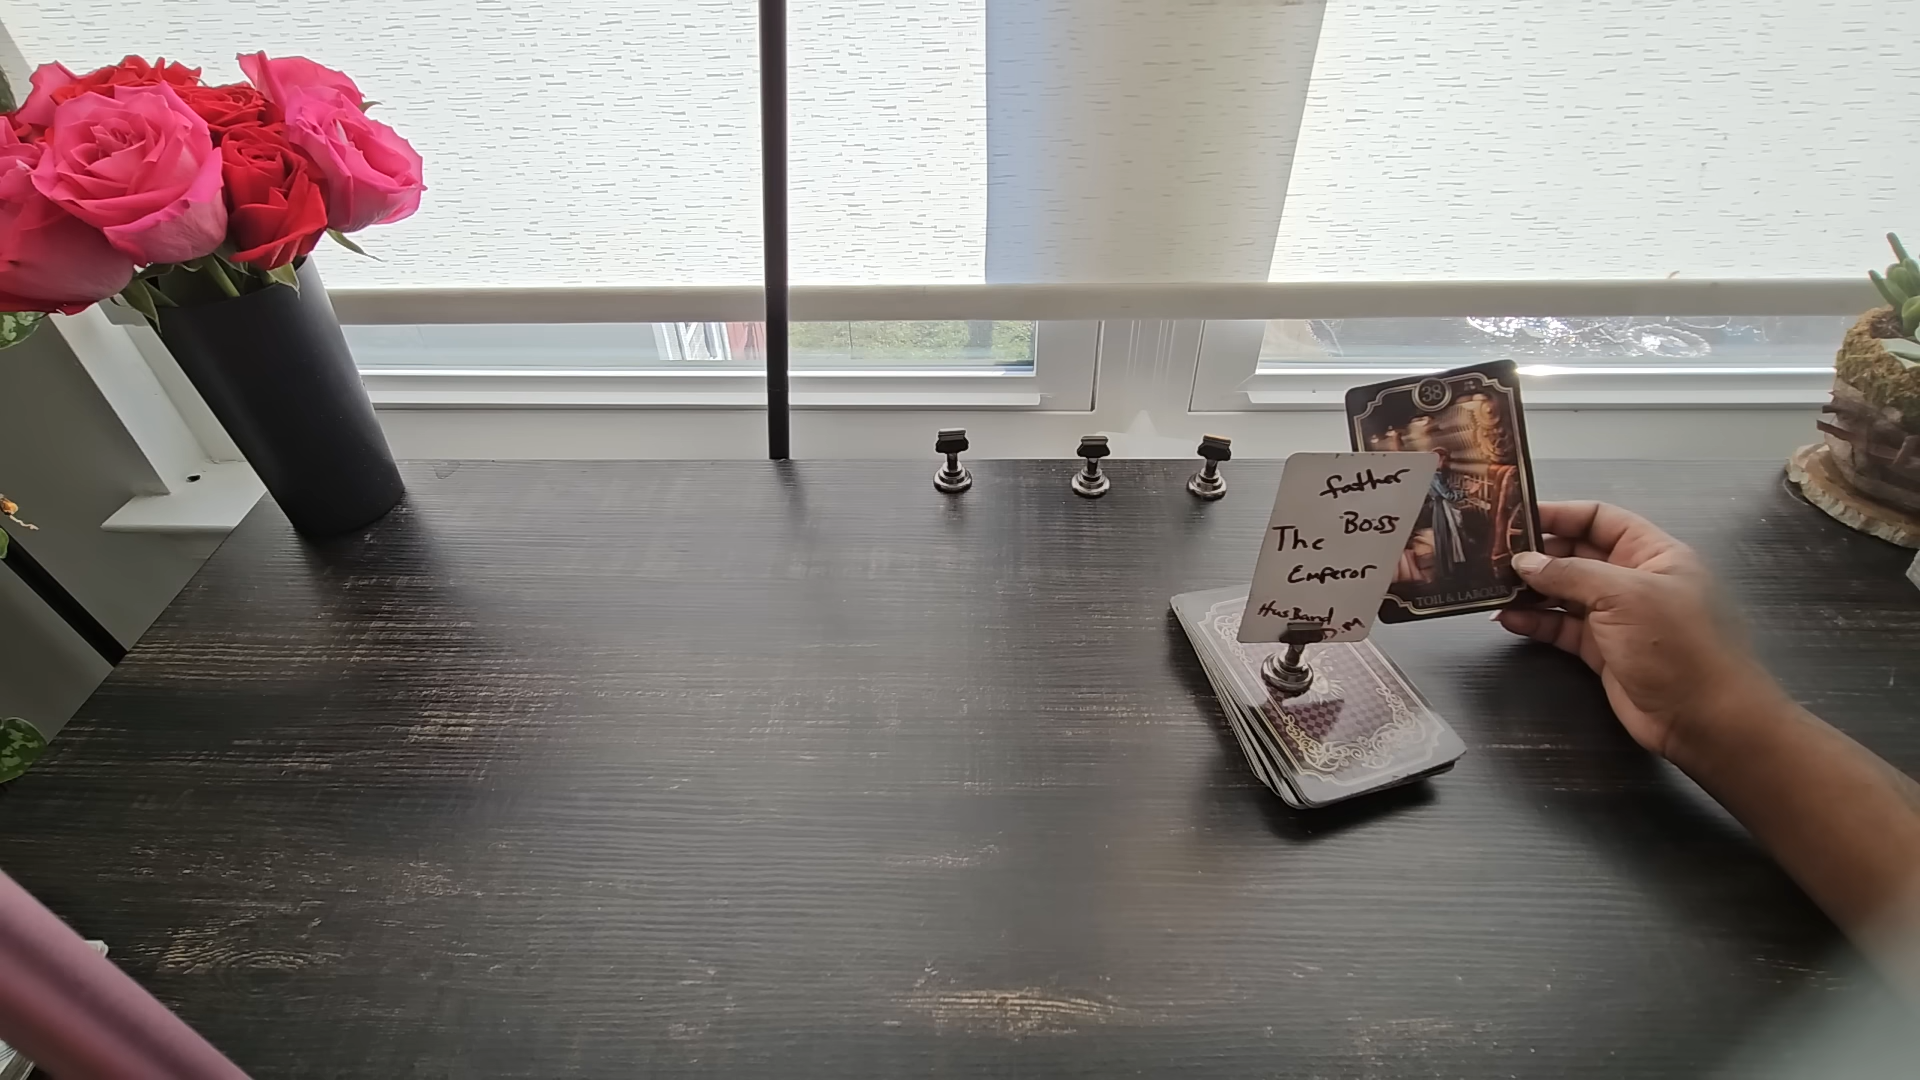 father
The Boss
Emperor
HusBand
D.M
38
TOIL & LABOUR